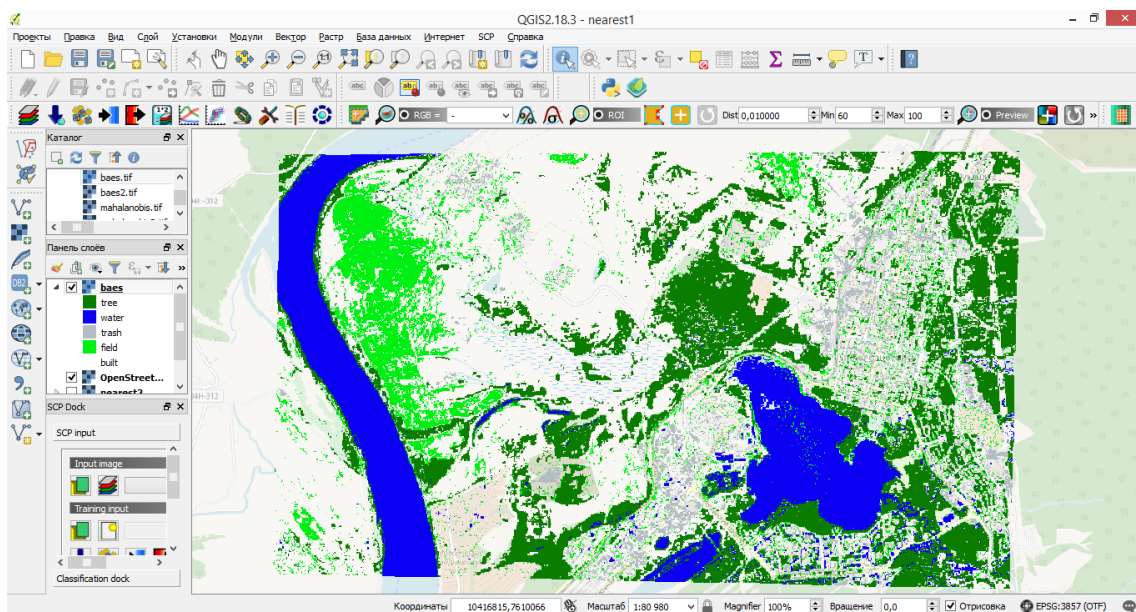 QGIS2.18.3 - nearest1
Проекты Правка Вид Слой Установки Модули Вектор Растр База данных Интернет SCP Справка
RGB = - ROI Dist 0,010000 Min 60 Max 100 Preview »
Каталог
baes.tif
baes2.tif
mahalanobis.tif
Панель слоёв
baes
tree
water
trash
field
built
OpenStreet...
nearest2
SCP Dock
SCP input
Input image
Training input
Classification dock
04H-312
Координаты 10416815,7610066 Масштаб 1:80 980 Magnifier 100% Вращение 0,0 Отрисовка EPSG:3857 (OTF)